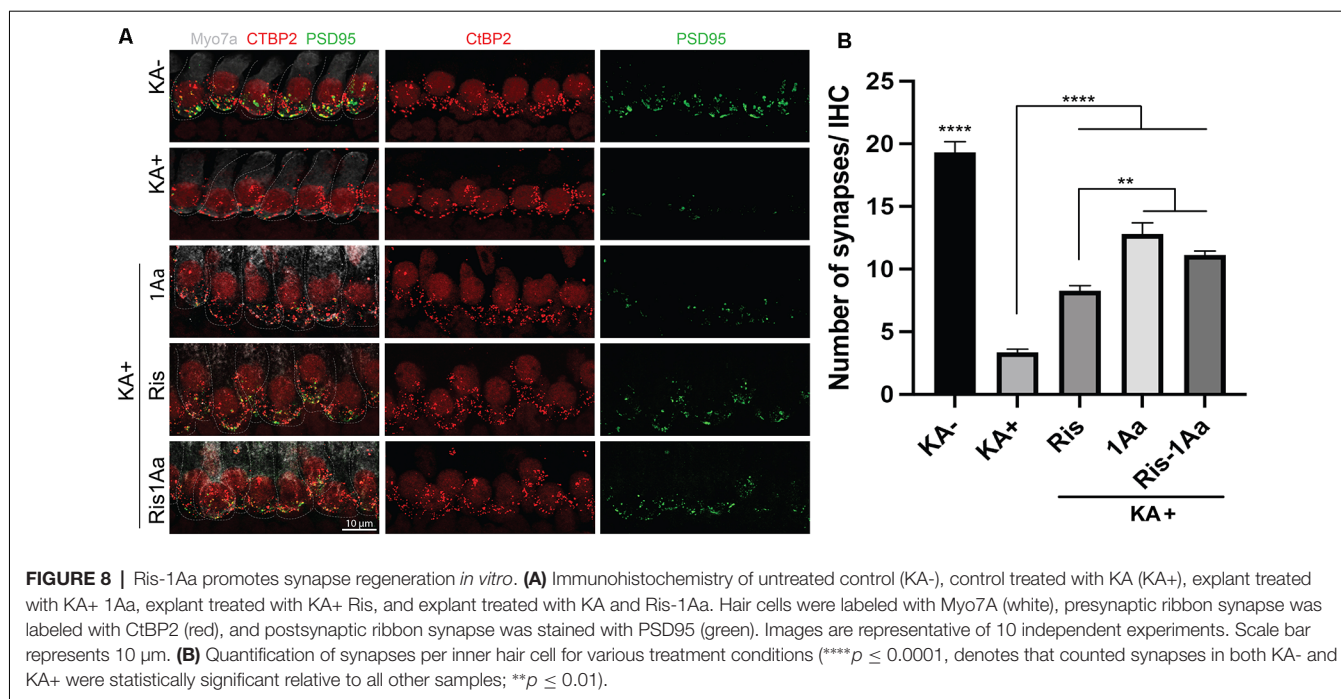 A
Myo7a CTBP2 PSD95
CtBP2
PSD95
KA-
KA+
KA+
1Aa
Ris
Ris1Aa
10 µm
B
Number of synapses/ IHC
25
20
15
10
5
0
****
****
**
KA-
KA+
Ris
1Aa
Ris-1Aa
KA+
FIGURE 8 | Ris-1Aa promotes synapse regeneration in vitro. (A) Immunohistochemistry of untreated control (KA-), control treated with KA (KA+), explant treated
with KA+ 1Aa, explant treated with KA+ Ris, and explant treated with KA and Ris-1Aa. Hair cells were labeled with Myo7A (white), presynaptic ribbon synapse was
labeled with CtBP2 (red), and postsynaptic ribbon synapse was stained with PSD95 (green). Images are representative of 10 independent experiments. Scale bar
represents 10 µm. (B) Quantification of synapses per inner hair cell for various treatment conditions (****p ≤ 0.0001, denotes that counted synapses in both KA- and
KA+ were statistically significant relative to all other samples; **p ≤ 0.01).